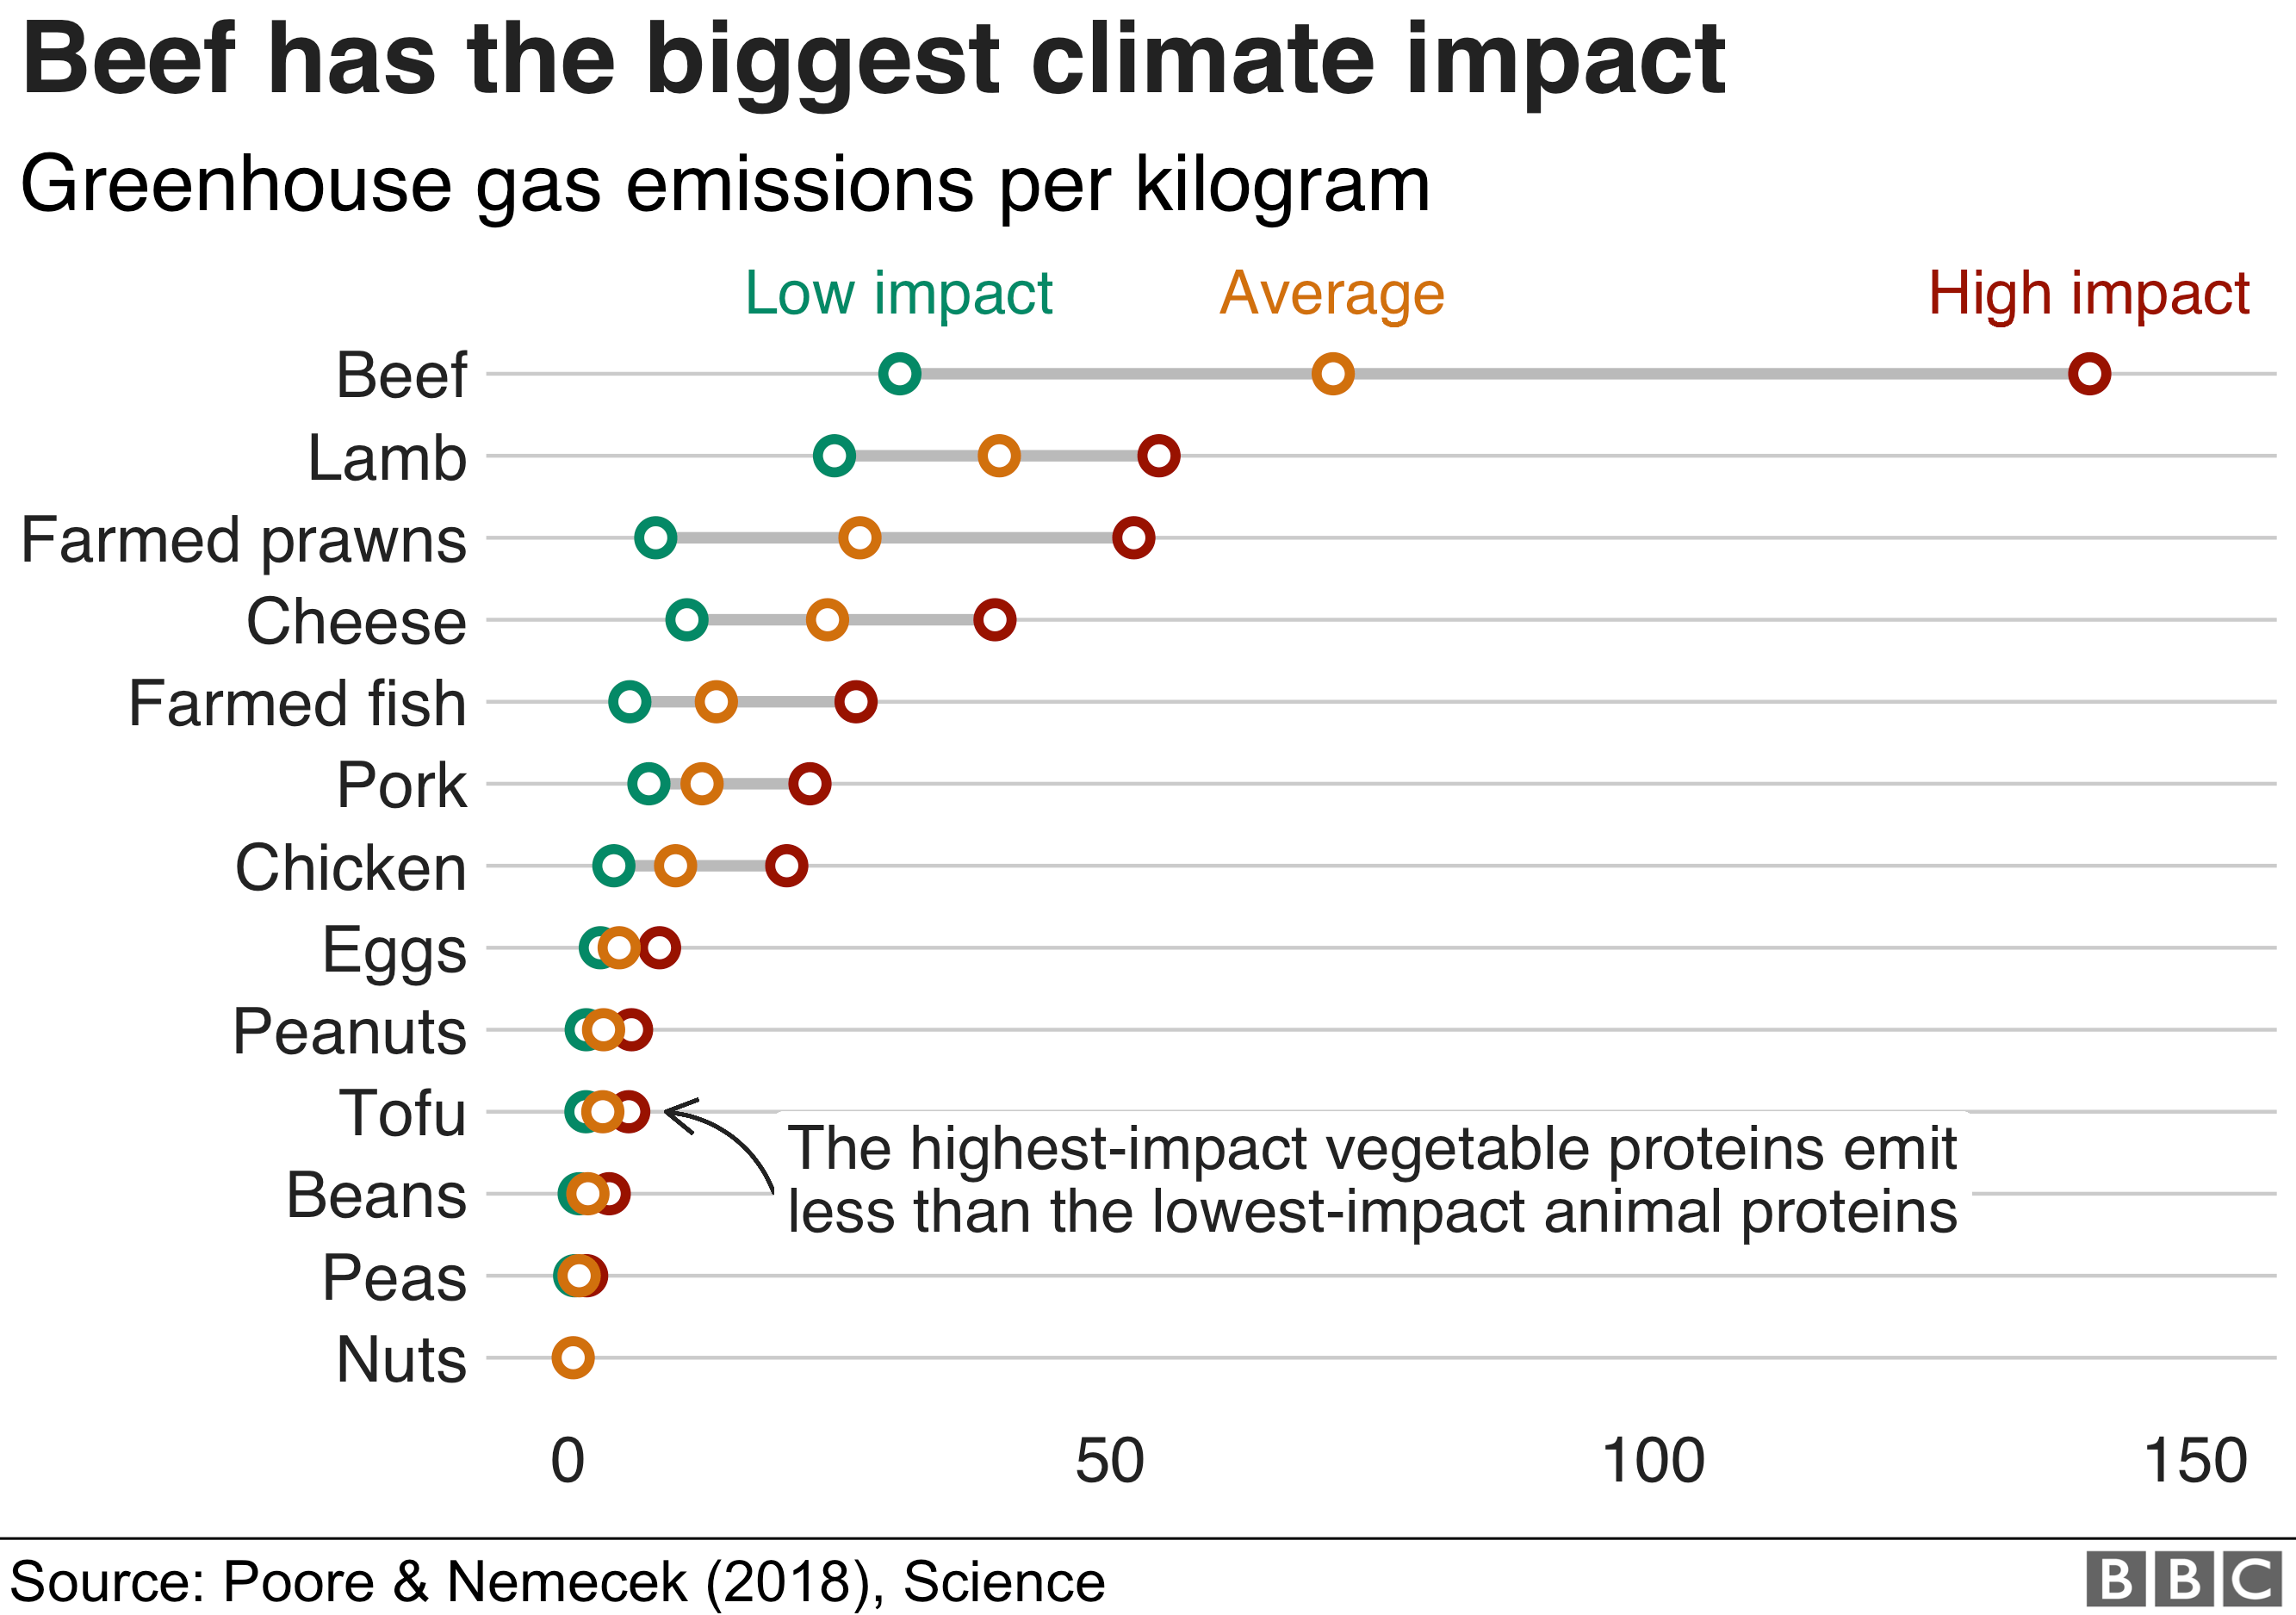 Beef has the biggest climate impact
Greenhouse gas emissions per kilogram
Low impact Average High impact
Beef
Lamb
Farmed prawns
Cheese
Farmed fish
Pork
Chicken
Eggs
Peanuts
Tofu
The highest-impact vegetable proteins emit
less than the lowest-impact animal proteins
Beans
Peas
Nuts
0 50 100 150
Source: Poore & Nemecek (2018), Science
BBC